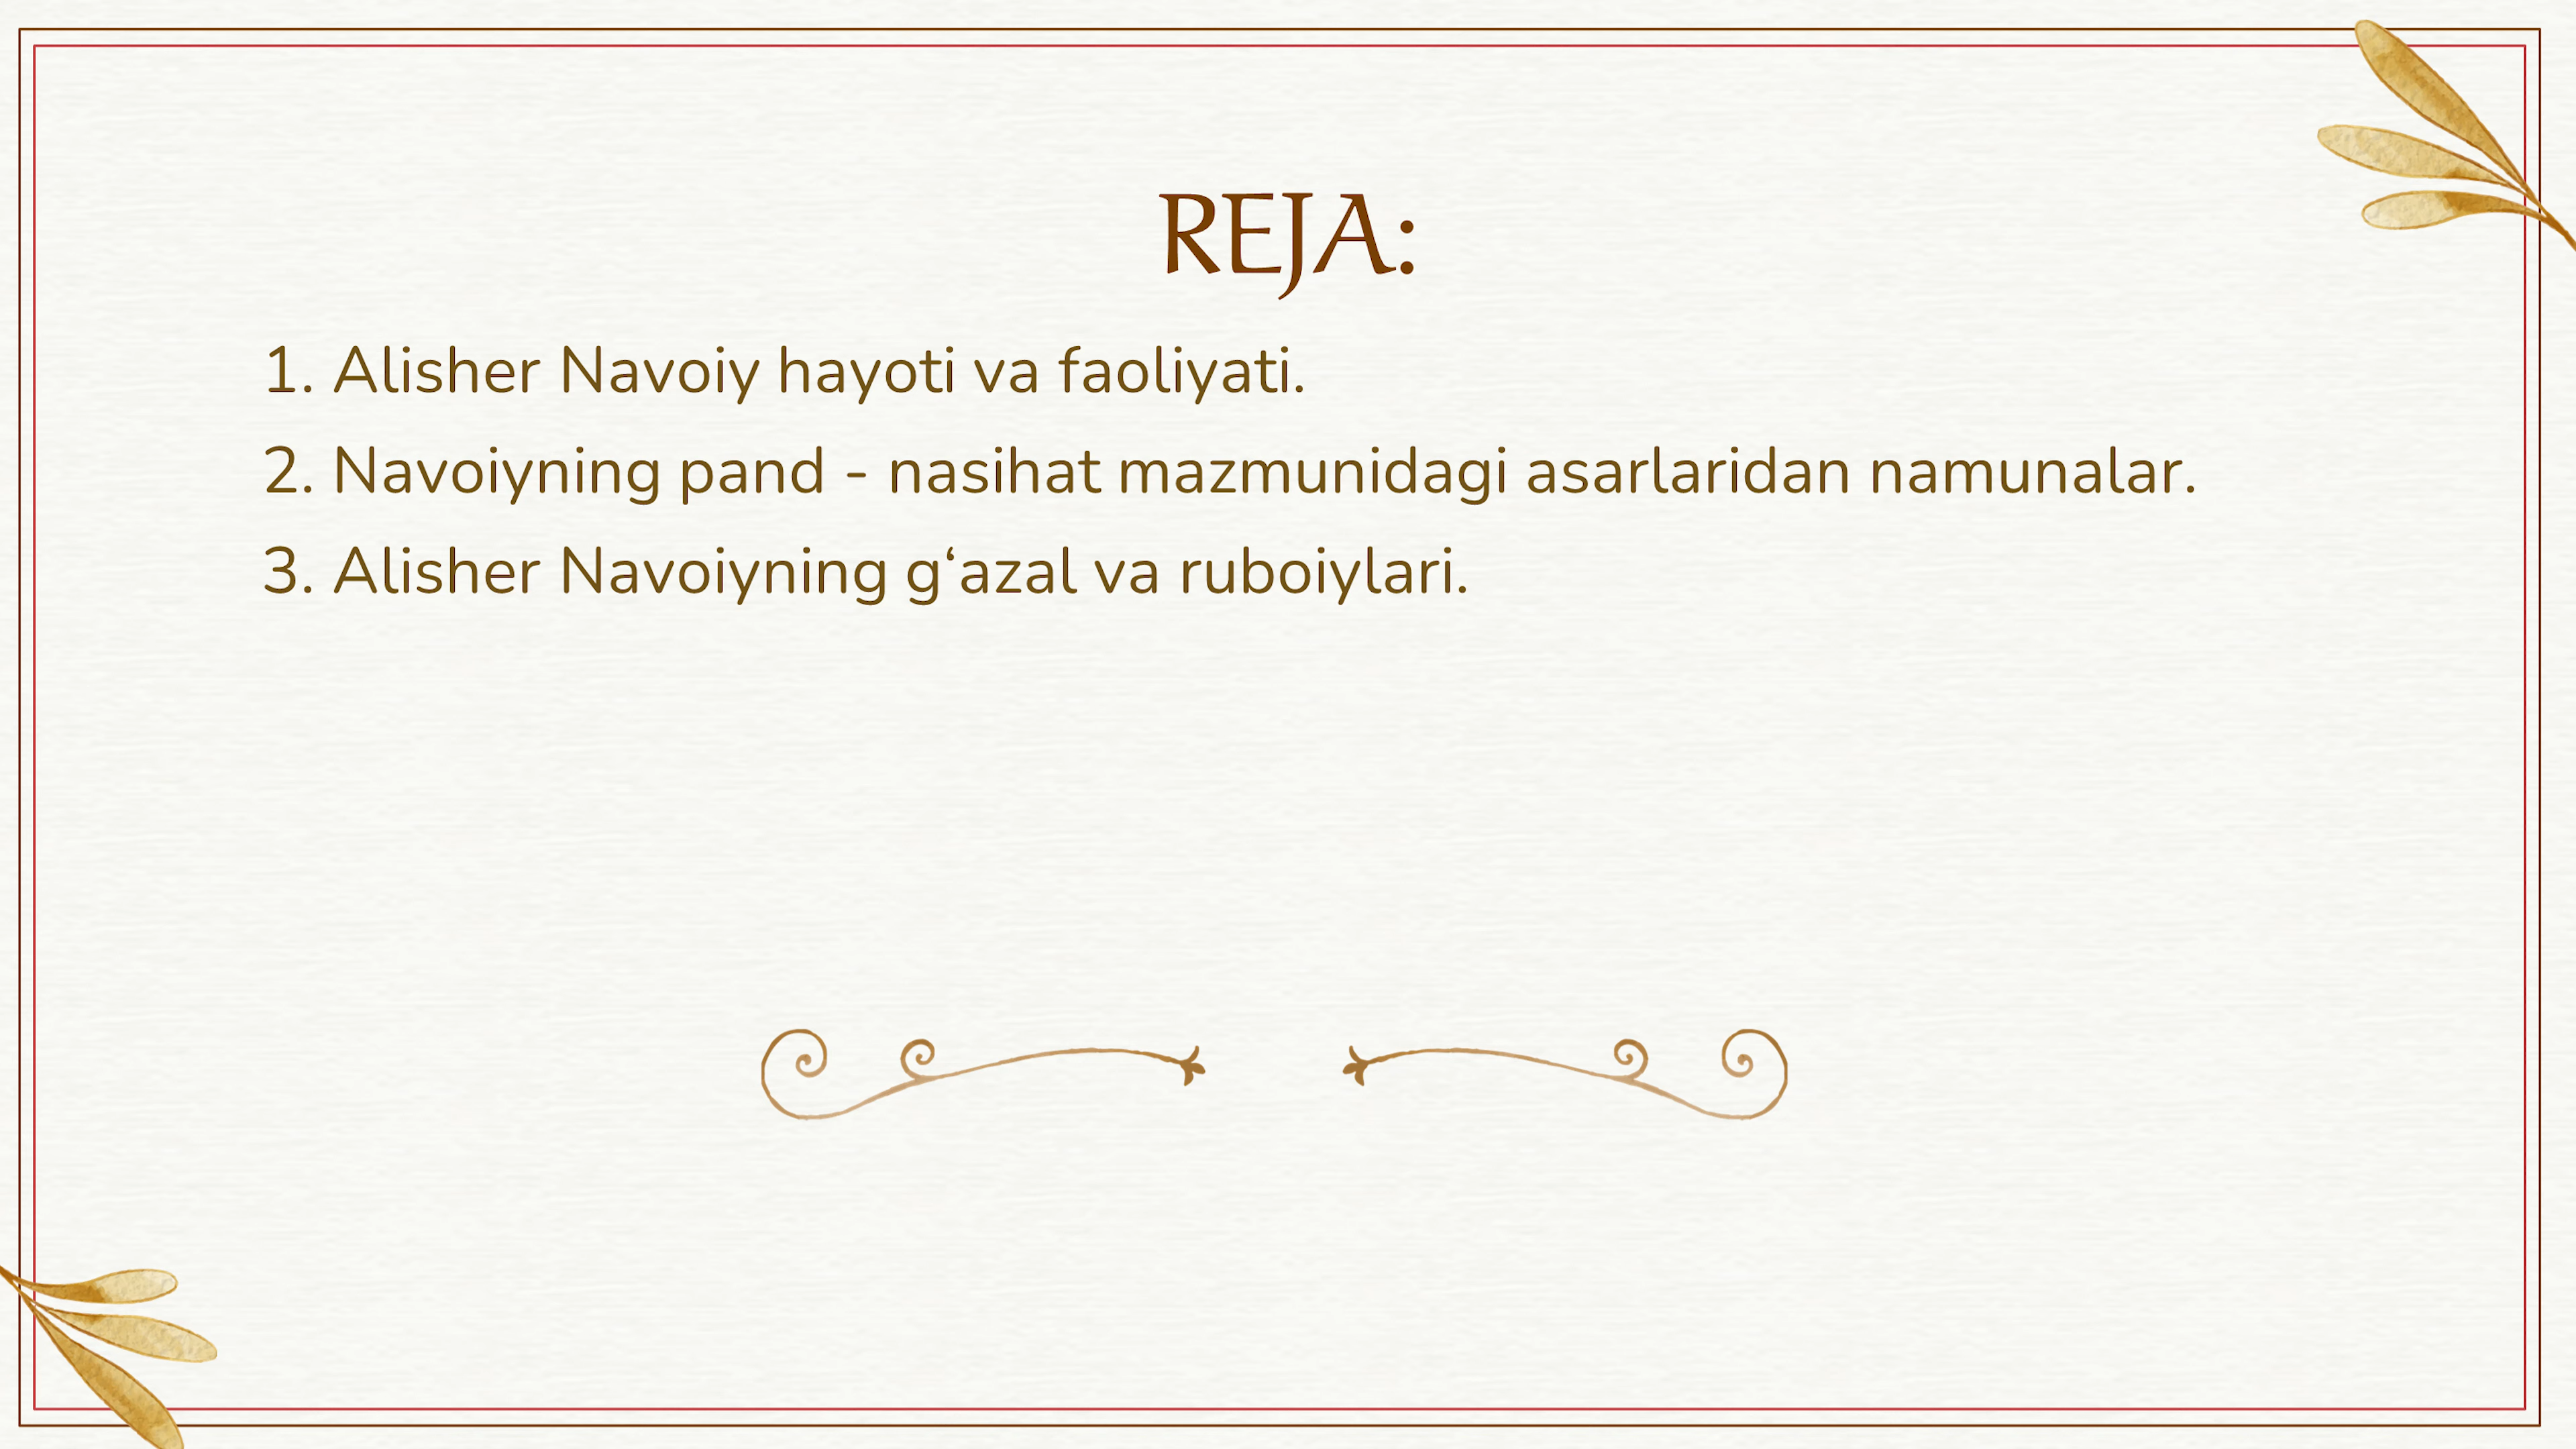 REJA:
1. Alisher Navoiy hayoti va faoliyati.
2. Navoiyning pand - nasihat mazmunidagi asarlaridan namunalar.
3. Alisher Navoiyning g‘azal va ruboiylari.